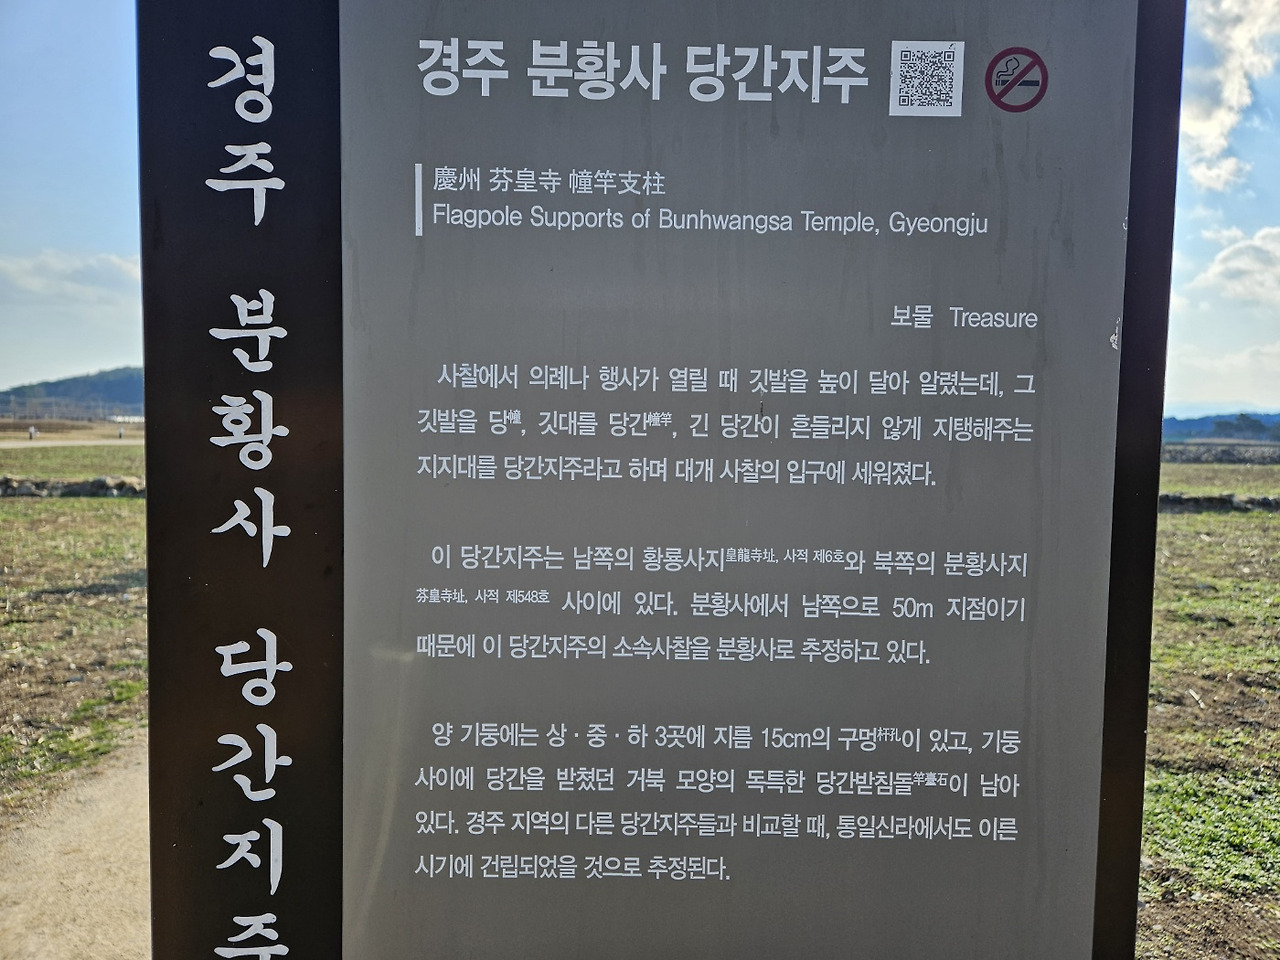 경주 분황사 당간지주
경주 분황사 당간지주
慶州 芬皇寺 幢竿支柱
Flagpole Supports of Bunhwangsa Temple, Gyeongju
보물 Treasure
사찰에서 의례나 행사가 열릴 때 깃발을 높이 달아 알렸는데, 그
깃발을 당幢, 깃대를 당간幢竿, 긴 당간이 흔들리지 않게 지탱해주는
지지대를 당간지주라고 하며 대개 사찰의 입구에 세워졌다.
이 당간지주는 남쪽의 황룡사지皇龍寺址, 사적 제6호와 북쪽의 분황사지
芬皇寺址, 사적 제548호 사이에 있다. 분황사에서 남쪽으로 50m 지점이기
때문에 이 당간지주의 소속사찰을 분황사로 추정하고 있다.
양 기둥에는 상·중·하 3곳에 지름 15cm의 구멍杆孔이 있고, 기둥
사이에 당간을 받쳤던 거북 모양의 독특한 당간받침돌竿臺石이 남아
있다. 경주 지역의 다른 당간지주들과 비교할 때, 통일신라에서도 이른
시기에 건립되었을 것으로 추정된다.